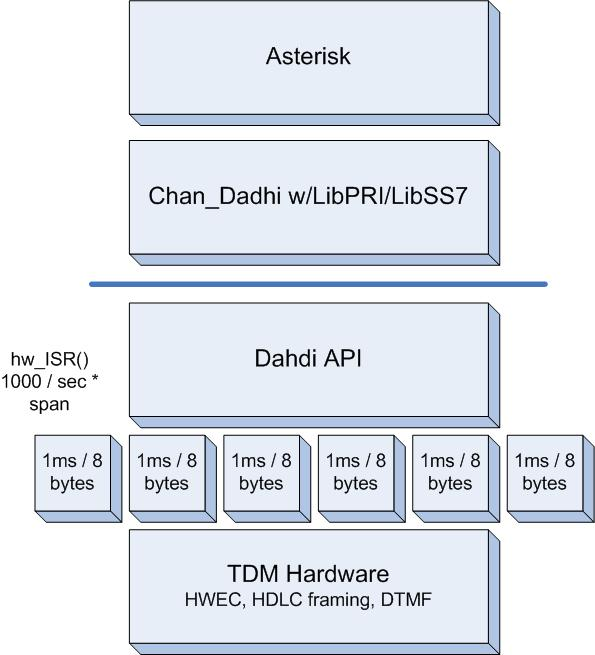 Asterisk
Chan_Dadhi w/LibPRI/LibSS7
Dahdi API
hw_ISR()
1000 / sec *
span
1ms / 8
bytes
1ms / 8
bytes
1ms / 8
bytes
1ms / 8
bytes
1ms / 8
bytes
1ms / 8
bytes
TDM Hardware
HWEC, HDLC framing, DTMF